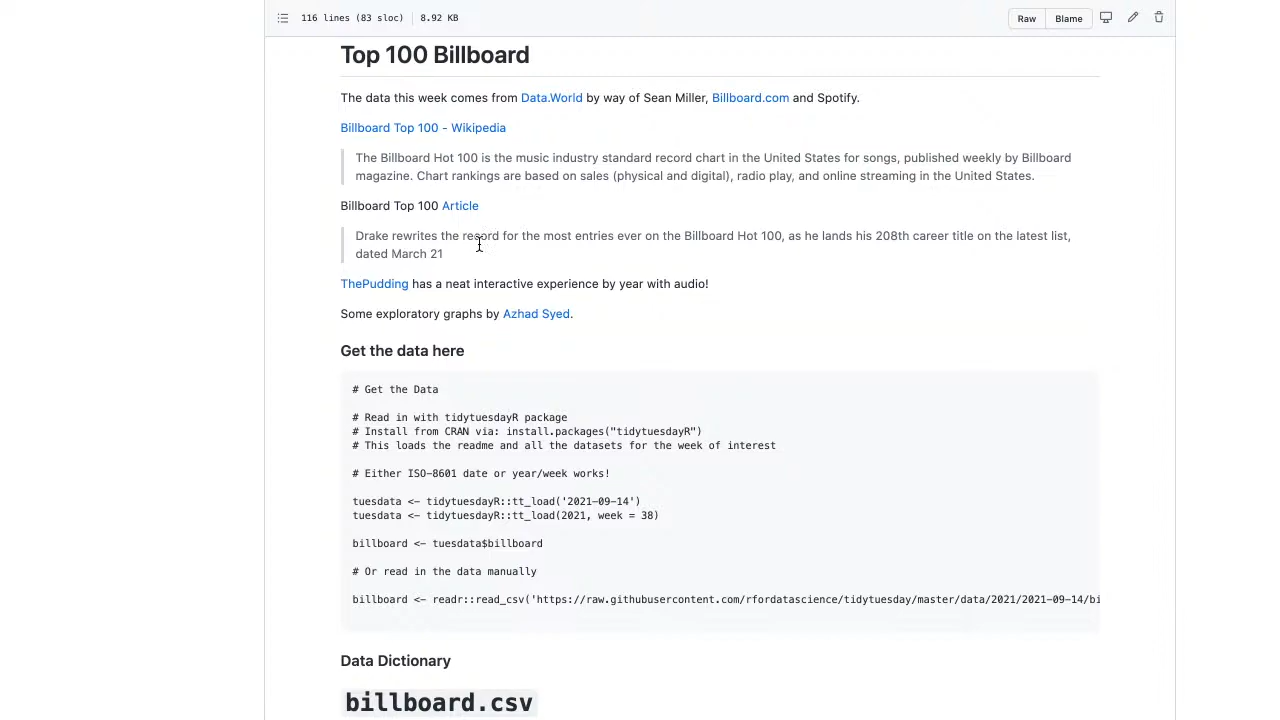 116 lines (83 sloc) 8.92 KB
Raw Blame
Top 100 Billboard
The data this week comes from Data.World by way of Sean Miller, Billboard.com and Spotify.
Billboard Top 100 - Wikipedia
The Billboard Hot 100 is the music industry standard record chart in the United States for songs, published weekly by Billboard
magazine. Chart rankings are based on sales (physical and digital), radio play, and online streaming in the United States.
Billboard Top 100 Article
Drake rewrites the record for the most entries ever on the Billboard Hot 100, as he lands his 208th career title on the latest list,
dated March 21
ThePudding has a neat interactive experience by year with audio!
Some exploratory graphs by Azhad Syed.
Get the data here
# Get the Data
# Read in with tidytuesdayR package
# Install from CRAN via: install.packages("tidytuesdayR")
# This loads the readme and all the datasets for the week of interest
# Either ISO-8601 date or year/week works!
tuesdata <- tidytuesdayR::tt_load('2021-09-14')
tuesdata <- tidytuesdayR::tt_load(2021, week = 38)
billboard <- tuesdata$billboard
# Or read in the data manually
billboard <- readr::read_csv('https://raw.githubusercontent.com/rfordatascience/tidytuesday/master/data/2021/2021-09-14/bi
Data Dictionary
billboard.csv